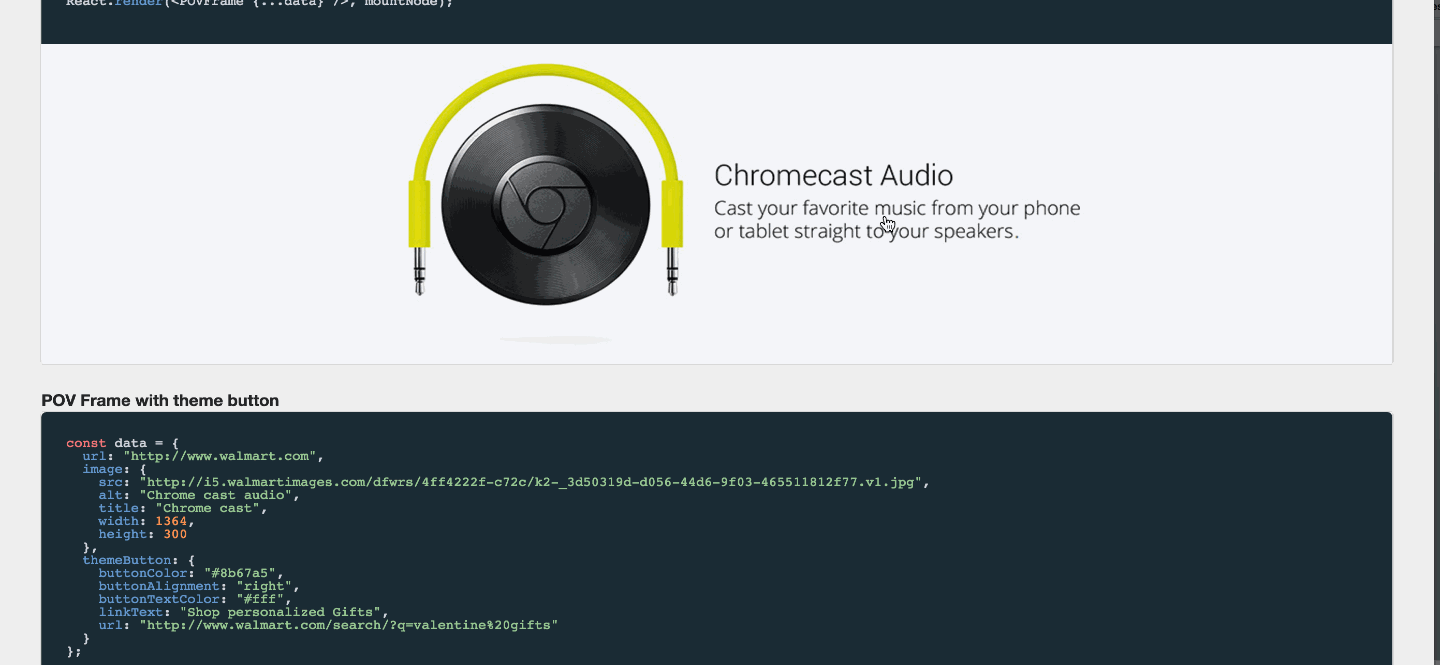 React.render(<POVFrame {...data} />, mountNode);
Chromecast Audio
Cast your favorite music from your phone
or tablet straight to your speakers.
POV Frame with theme button
const data = {
url: "http://www.walmart.com",
image: {
src: "http://i5.walmartimages.com/dfwrs/4ff4222f-c72c/k2-_3d50319d-d056-44d6-9f03-465511812f77.v1.jpg",
alt: "Chrome cast audio",
title: "Chrome cast",
width: 1364,
height: 300
},
themeButton: {
buttonColor: "#8b67a5",
buttonAlignment: "right",
buttonTextColor: "#fff",
linkText: "Shop personalized Gifts",
url: "http://www.walmart.com/search/?q=valentine%20gifts"
}
};